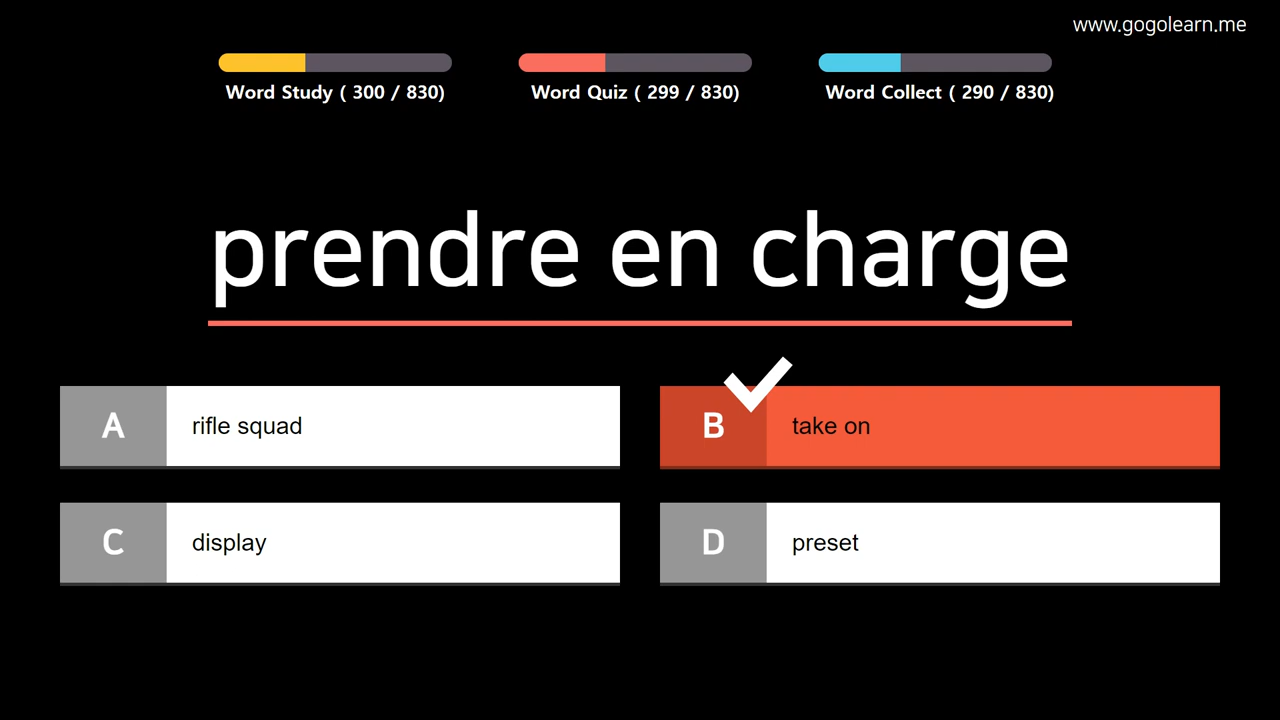 www.gogolearn.me
Word Study ( 300 / 830)
Word Quiz ( 299 / 830)
Word Collect ( 290 / 830)
prendre en charge
A
rifle squad
B
take on
C
display
D
preset